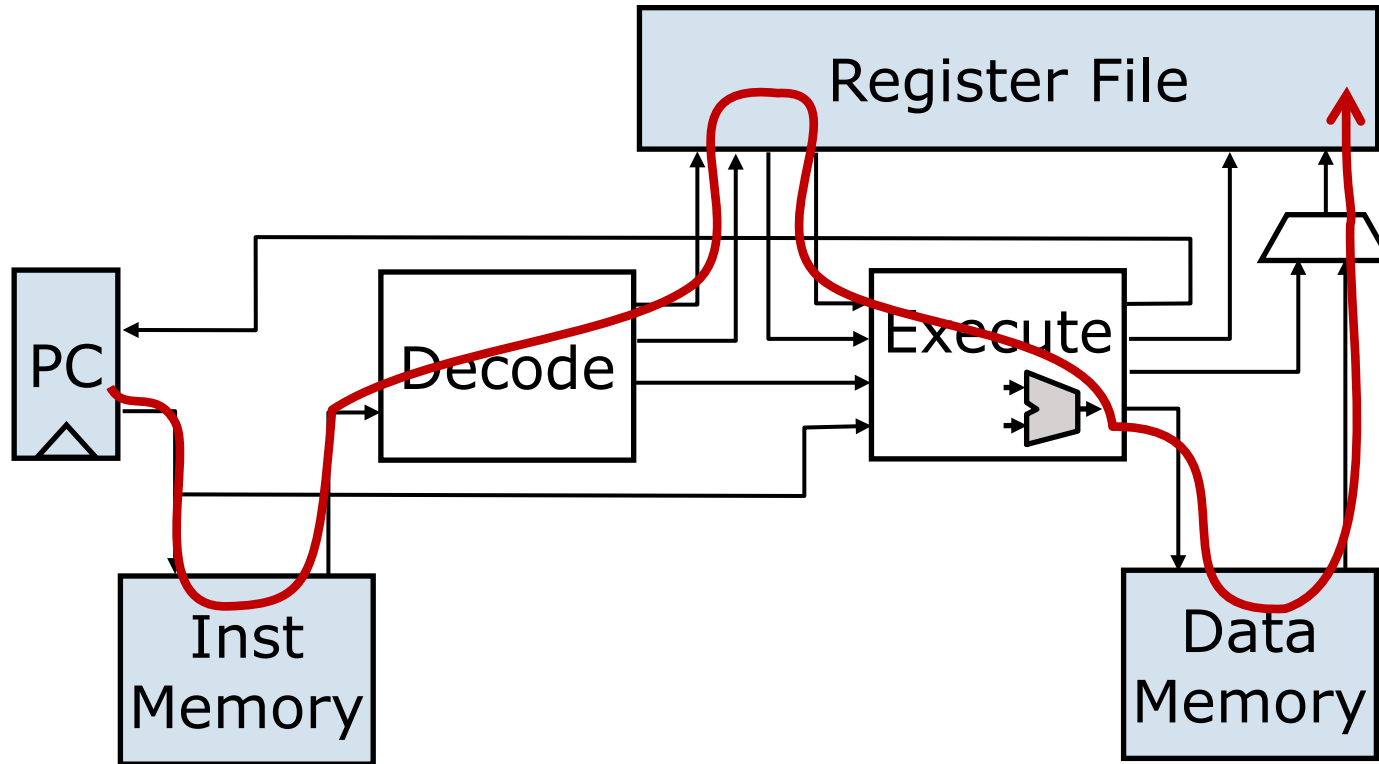 Register File
PC
Decode
Execute
Inst
Memory
Data
Memory